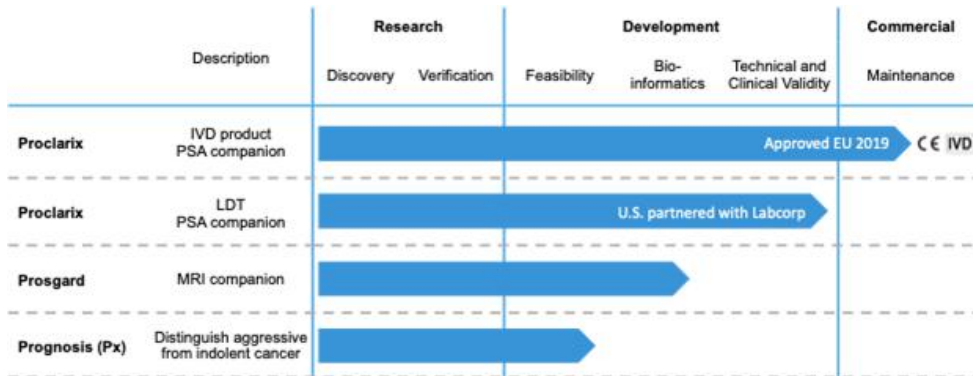 Research Development Commercial
Description
Discovery Verification Feasibility Bio-
informatics Technical and
Clinical Validity Maintenance
Proclarix IVD product
PSA companion Approved EU 2019 CE IVD
Proclarix LDT
PSA companion U.S. partnered with Labcorp
Prosgard MRI companion
Prognosis (Px) Distinguish aggressive
from indolent cancer